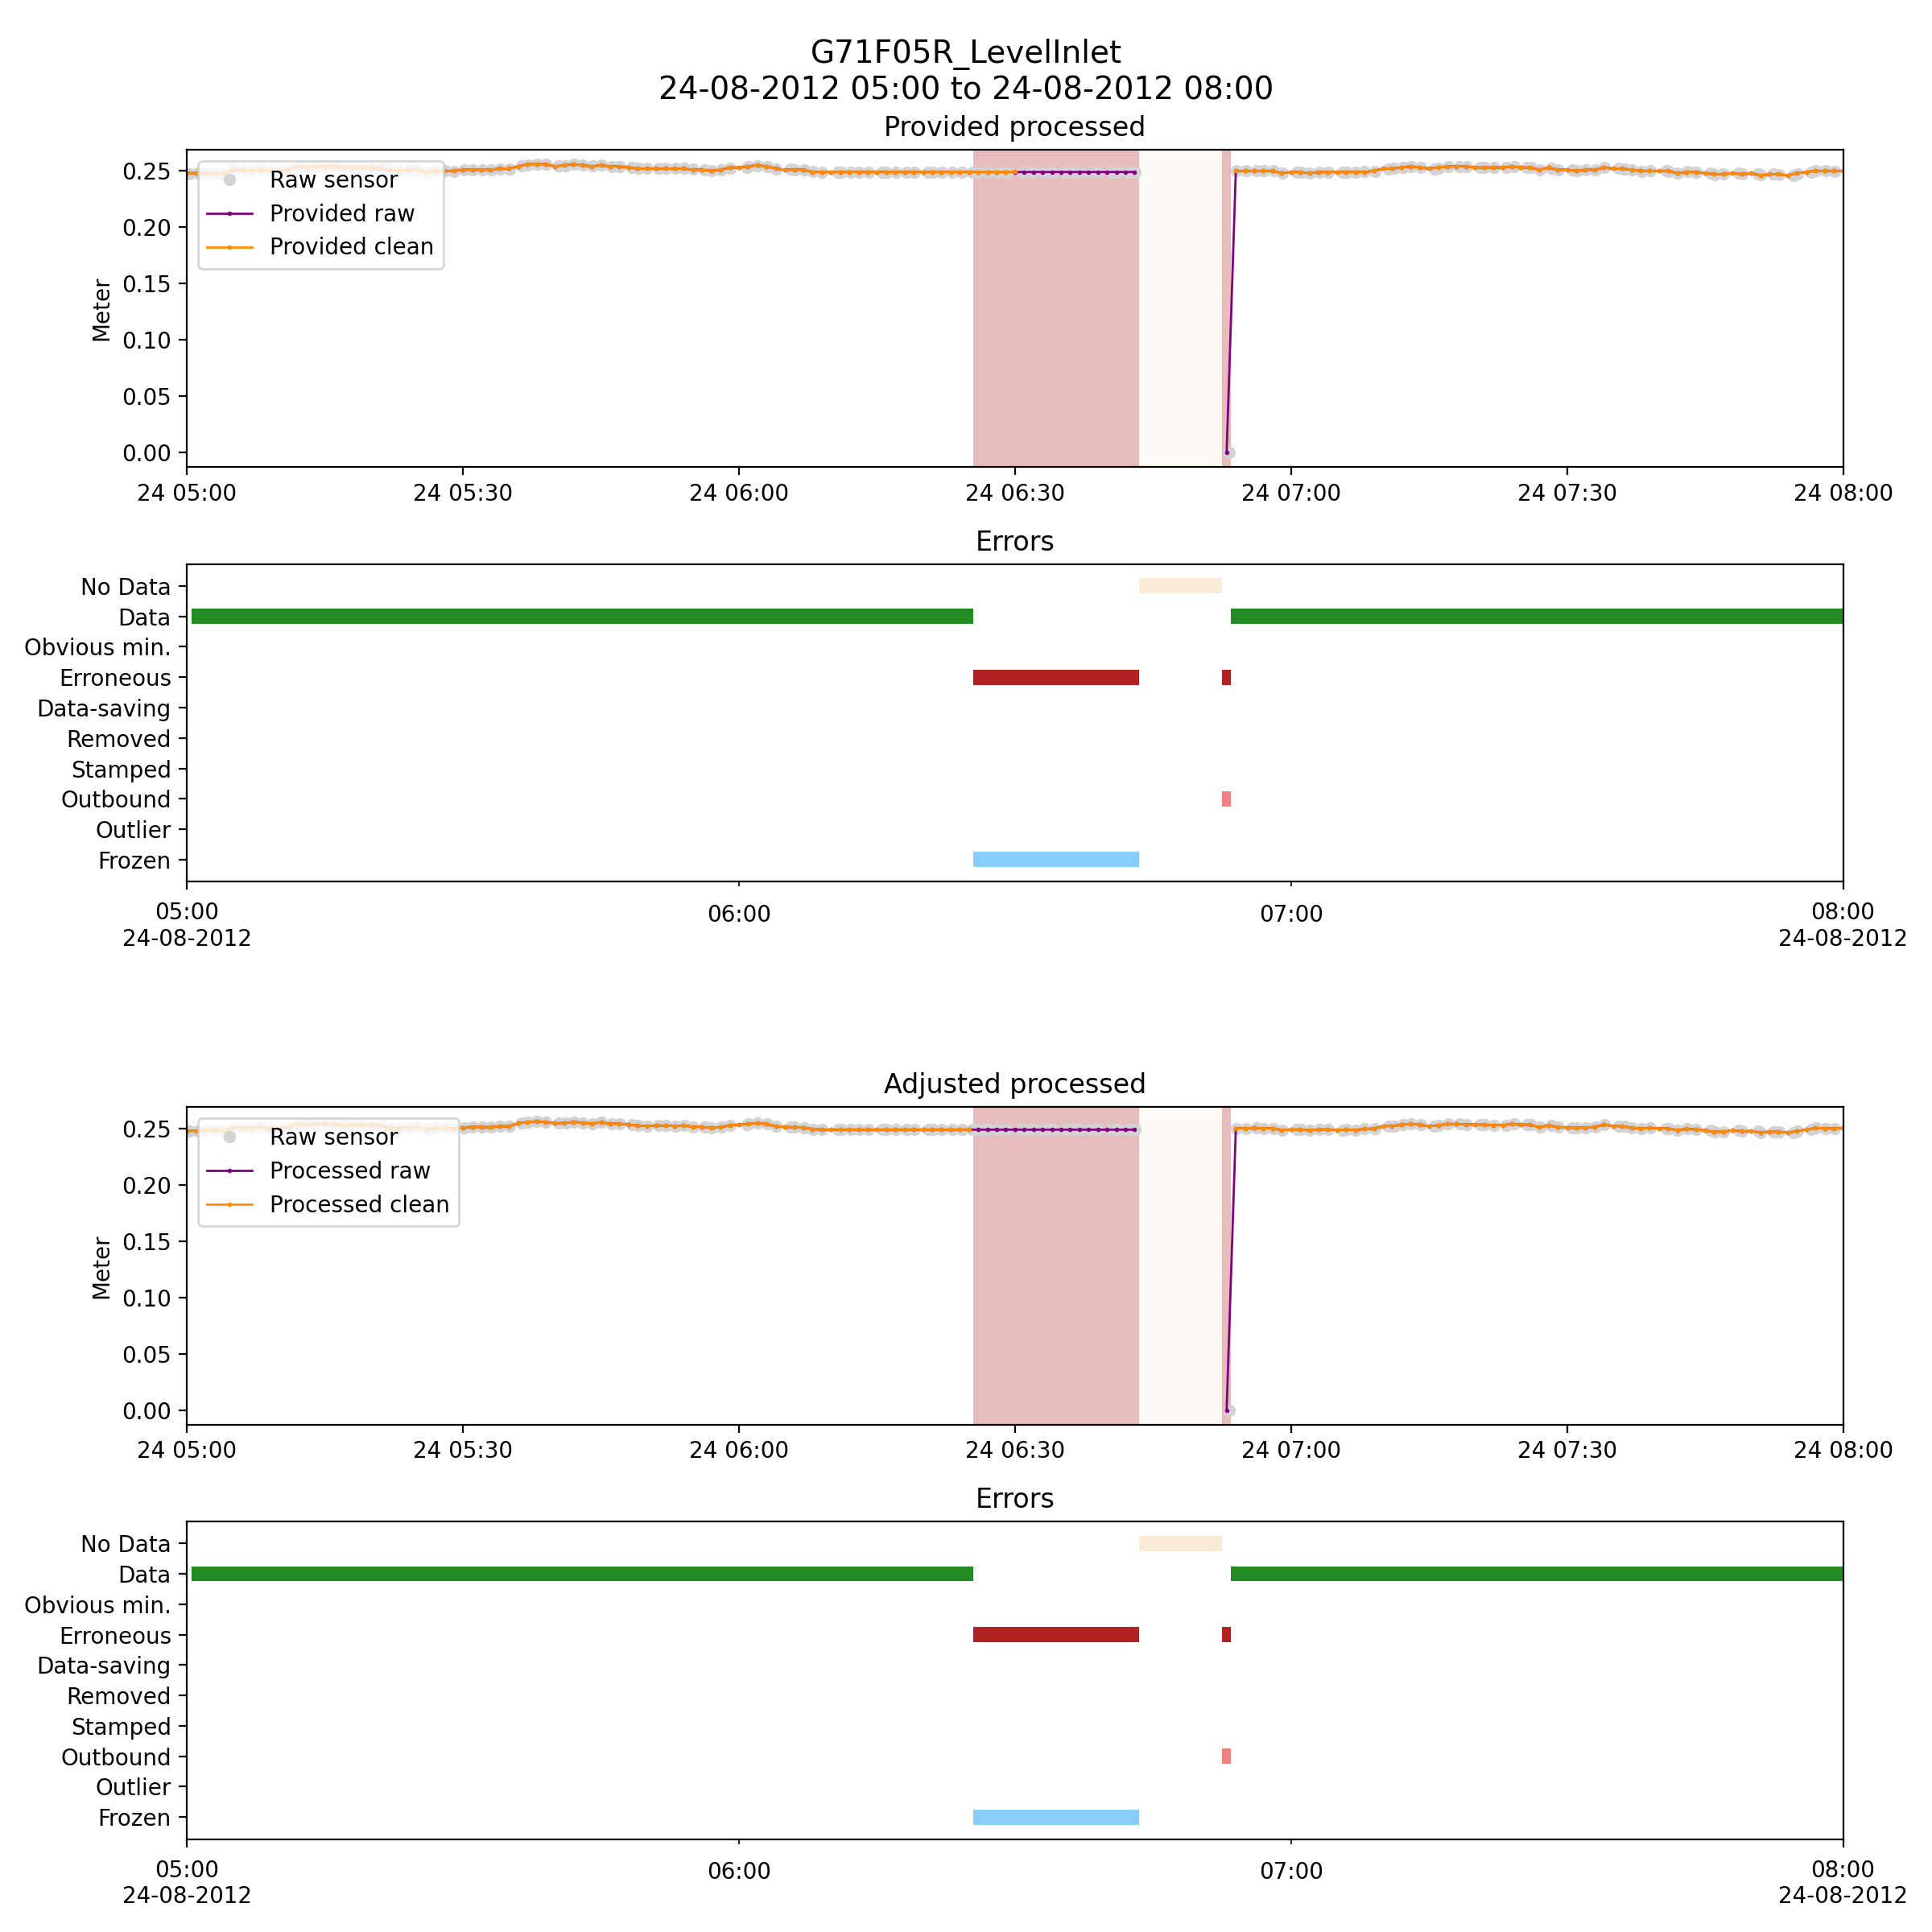 G71F05R_LevelInlet
24-08-2012 05:00 to 24-08-2012 08:00
Provided processed
Meter
0.25
0.20
0.15
0.10
0.05
0.00
Raw sensor
Provided raw
Provided clean
24 05:00 24 05:30 24 06:00 24 06:30 24 07:00 24 07:30 24 08:00
Errors
No Data
Data
Obvious min.
Erroneous
Data-saving
Removed
Stamped
Outbound
Outlier
Frozen
05:00 06:00 07:00 08:00
24-08-2012 24-08-2012
Adjusted processed
Meter
0.25
0.20
0.15
0.10
0.05
0.00
Raw sensor
Processed raw
Processed clean
24 05:00 24 05:30 24 06:00 24 06:30 24 07:00 24 07:30 24 08:00
Errors
No Data
Data
Obvious min.
Erroneous
Data-saving
Removed
Stamped
Outbound
Outlier
Frozen
05:00 06:00 07:00 08:00
24-08-2012 24-08-2012